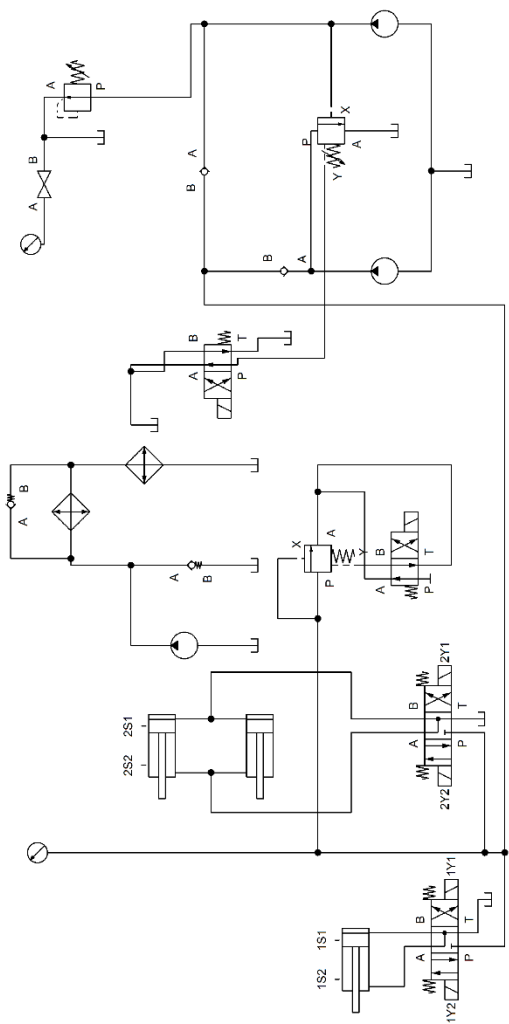 1S2 1S1
A B
1Y2 P T 1Y1
2S2 2S1
A B
2Y2 P T 2Y1
X
P A
Y
A B
P T
A
B
A B
A B
P T
A B
A
P
B A
B A
P X
Y A